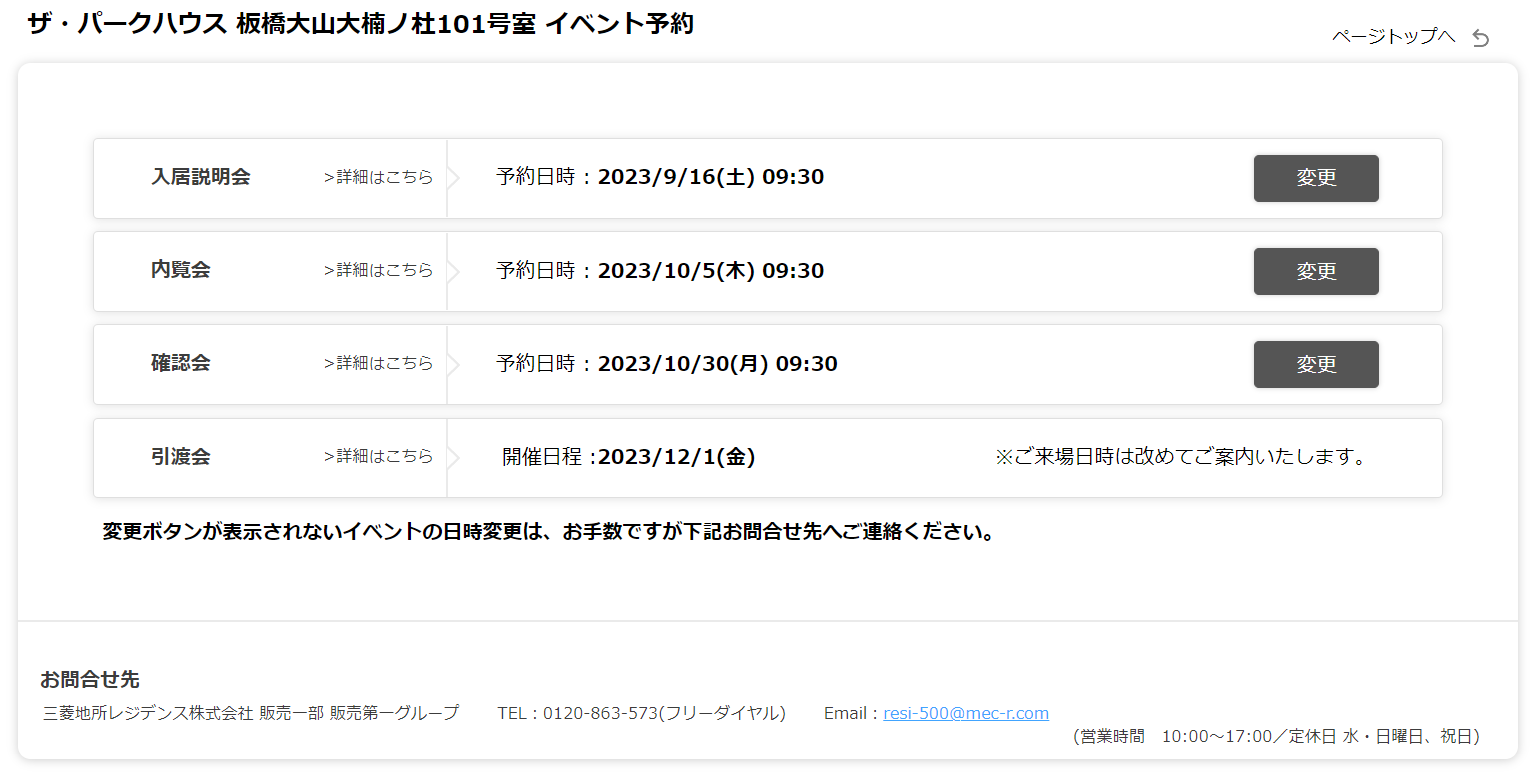 ザ・パークハウス 板橋大山大楠ノ杜101号室 イベント予約
ページトップへ
入居説明会 >詳細はこちら 予約日時：2023/9/16(土) 09:30 変更
内覧会 >詳細はこちら 予約日時：2023/10/5(木) 09:30 変更
確認会 >詳細はこちら 予約日時：2023/10/30(月) 09:30 変更
引渡会 >詳細はこちら 開催日程 :2023/12/1(金) ※ご来場日時は改めてご案内いたします。
変更ボタンが表示されないイベントの日時変更は、お手数ですが下記お問合せ先へご連絡ください。
お問合せ先
三菱地所レジデンス株式会社 販売一部 販売第一グループ TEL：0120-863-573(フリーダイヤル) Email：resi-500@mec-r.com
(営業時間　10:00～17:00／定休日 水・日曜日、祝日)